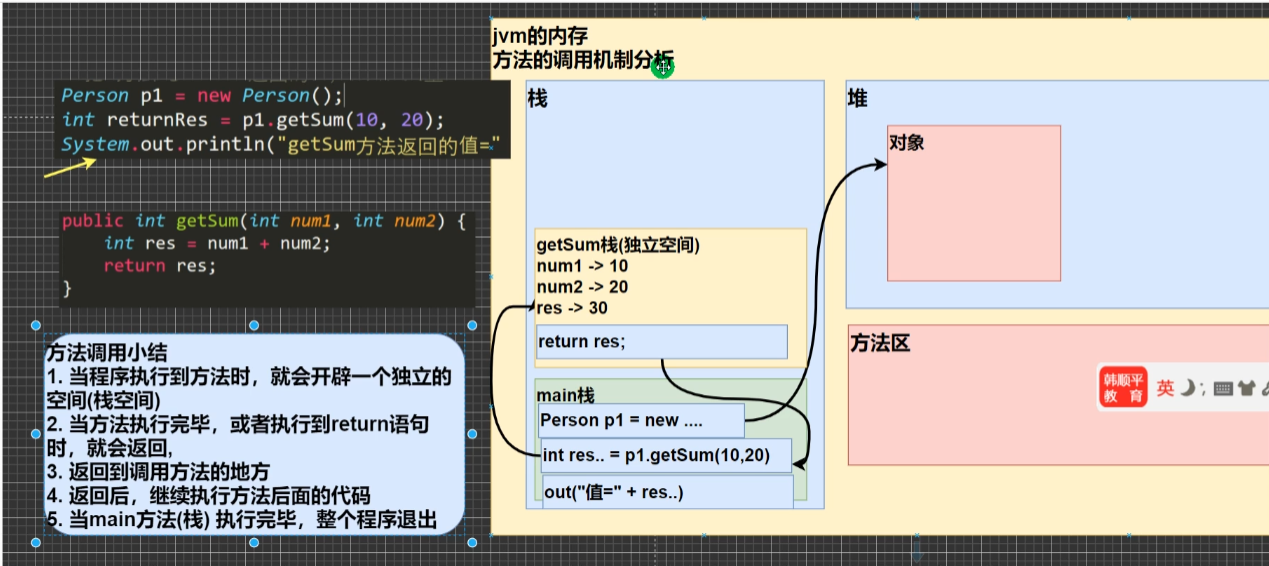 jvm的内存
方法的调用机制分析
Person p1 = new Person();
int returnRes = p1.getSum(10, 20);
System.out.println("getSum方法返回的值="
public int getSum(int num1, int num2) {
int res = num1 + num2;
return res;
}
方法调用小结
1. 当程序执行到方法时，就会开辟一个独立的
空间(栈空间)
2. 当方法执行完毕，或者执行到return语句
时，就会返回,
3. 返回到调用方法的地方
4. 返回后，继续执行方法后面的代码
5. 当main方法(栈) 执行完毕，整个程序退出
栈
getSum栈(独立空间)
num1 -> 10
num2 -> 20
res -> 30
return res;
main栈
Person p1 = new ....
int res.. = p1.getSum(10,20)
out("值=" + res..)
堆
对象
方法区
韩顺平
教 育
英